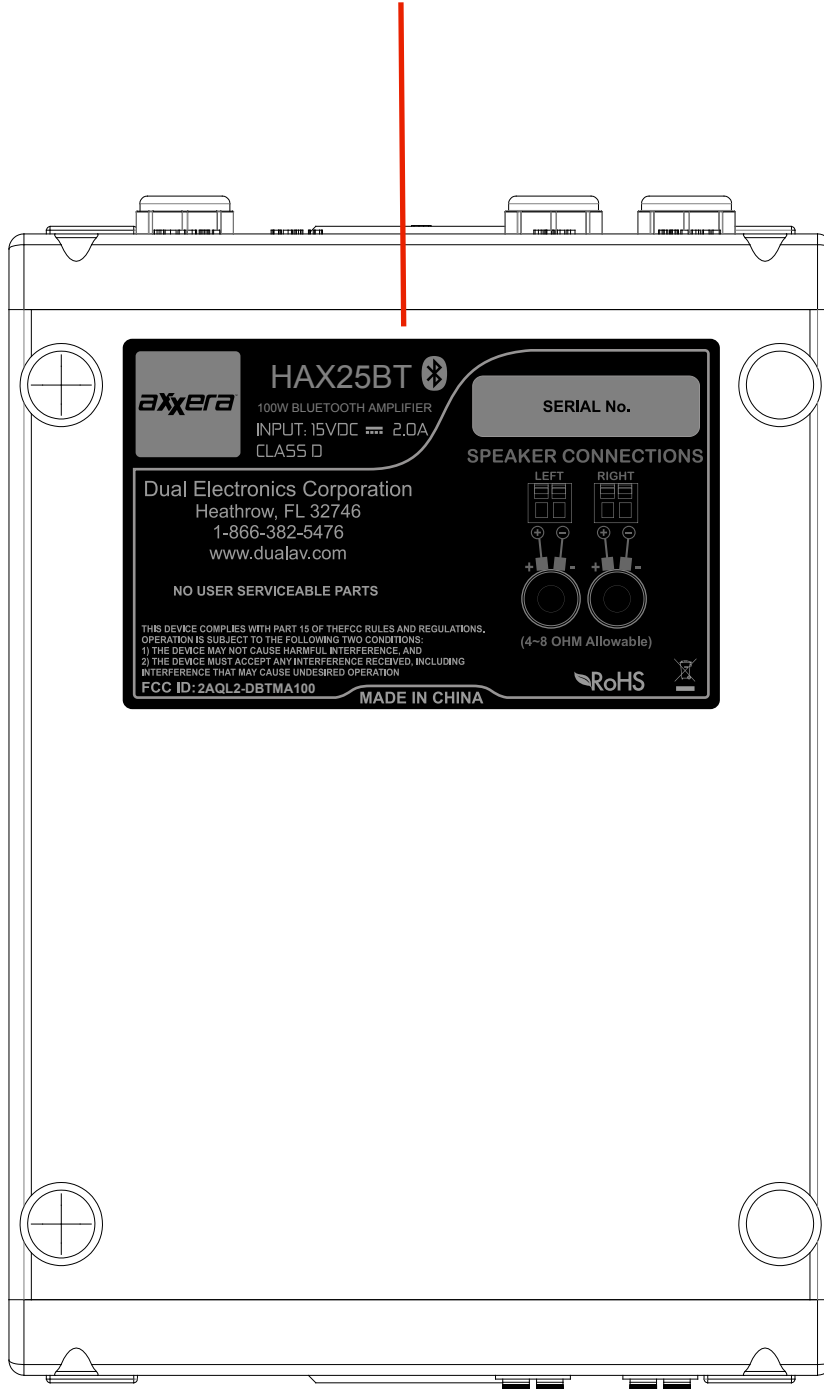 axxera
HAX25BT
100W BLUETOOTH AMPLIFIER
INPUT: 15VDC ⎓ 2.0A
CLASS D
Dual Electronics Corporation
Heathrow, FL 32746
1-866-382-5476
www.dualav.com
NO USER SERVICEABLE PARTS
THIS DEVICE COMPLIES WITH PART 15 OF THEFCC RULES AND REGULATIONS.
OPERATION IS SUBJECT TO THE FOLLOWING TWO CONDITIONS:
1) THE DEVICE MAY NOT CAUSE HARMFUL INTERFERENCE, AND
2) THE DEVICE MUST ACCEPT ANY INTERFERENCE RECEIVED, INCLUDING
INTERFERENCE THAT MAY CAUSE UNDESIRED OPERATION
FCC ID: 2AQL2-DBTMA100
SERIAL No.
SPEAKER CONNECTIONS
LEFT RIGHT
+ - + -
+ - + -
(4~8 OHM Allowable)
RoHS
MADE IN CHINA